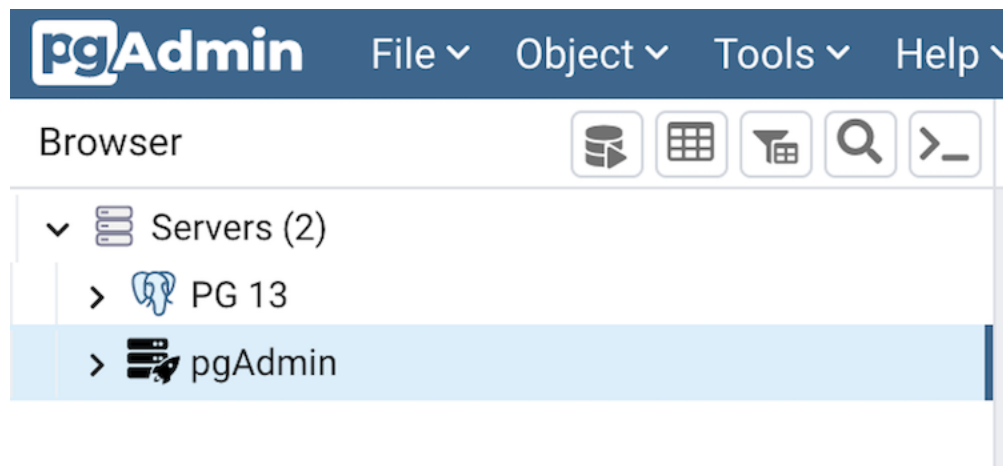 pgAdmin File Object Tools Help
Browser
Servers (2)
PG 13
pgAdmin